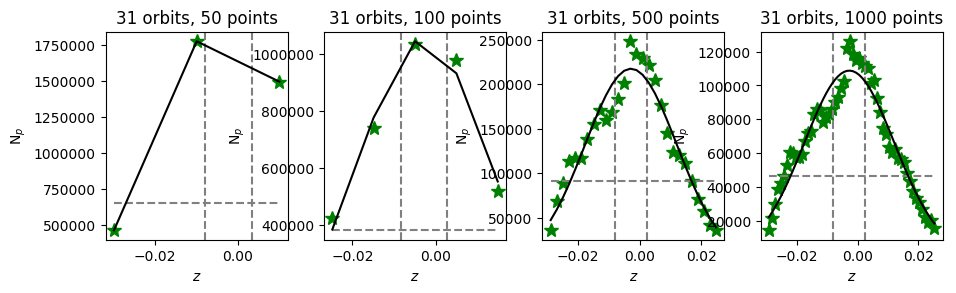 31 orbits, 50 points
31 orbits, 100 points
31 orbits, 500 points
31 orbits, 1000 points
N_p
1750000
1500000
1250000
1000000
750000
500000
−0.02
0.00
z
N_p
1000000
800000
600000
400000
−0.02
0.00
z
N_p
250000
200000
150000
100000
50000
−0.02
0.00
0.02
z
N_p
120000
100000
80000
60000
40000
20000
−0.02
0.00
0.02
z